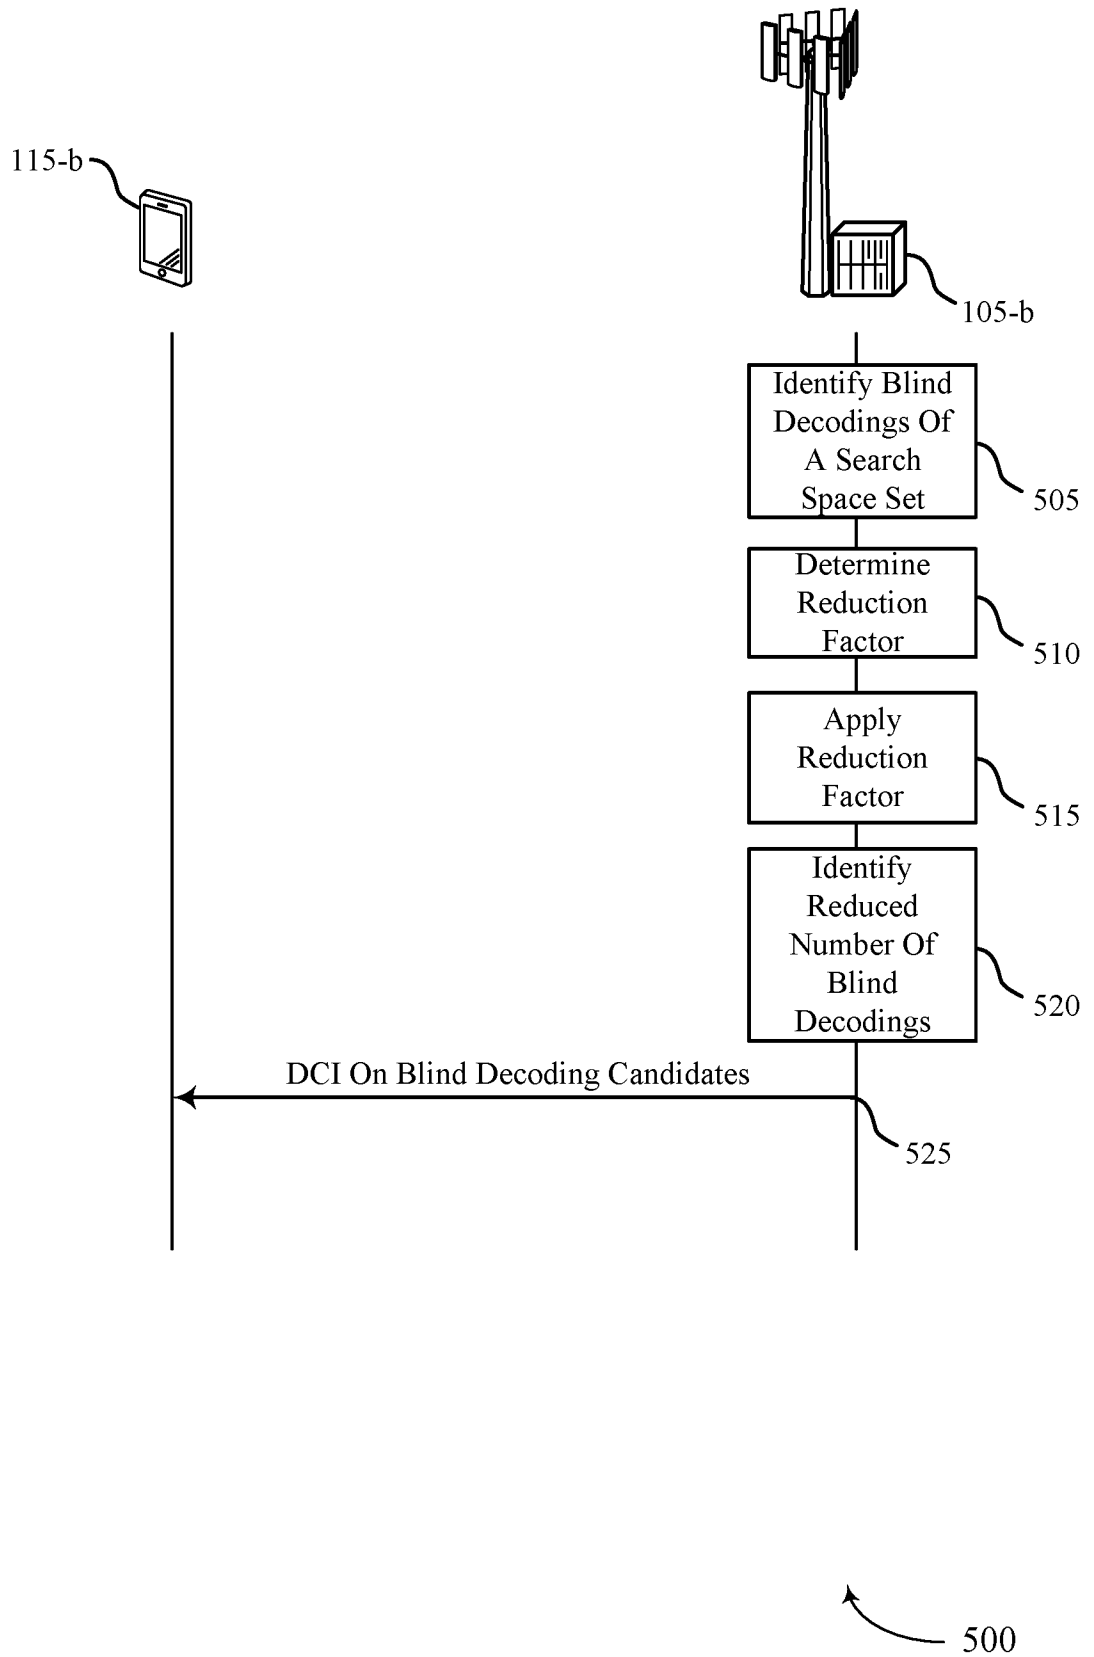 115-b
105-b
Identify Blind
Decodings Of
A Search
Space Set
505
Determine
Reduction
Factor
510
Apply
Reduction
Factor
515
Identify
Reduced
Number Of
Blind
Decodings
520
DCI On Blind Decoding Candidates
525
500